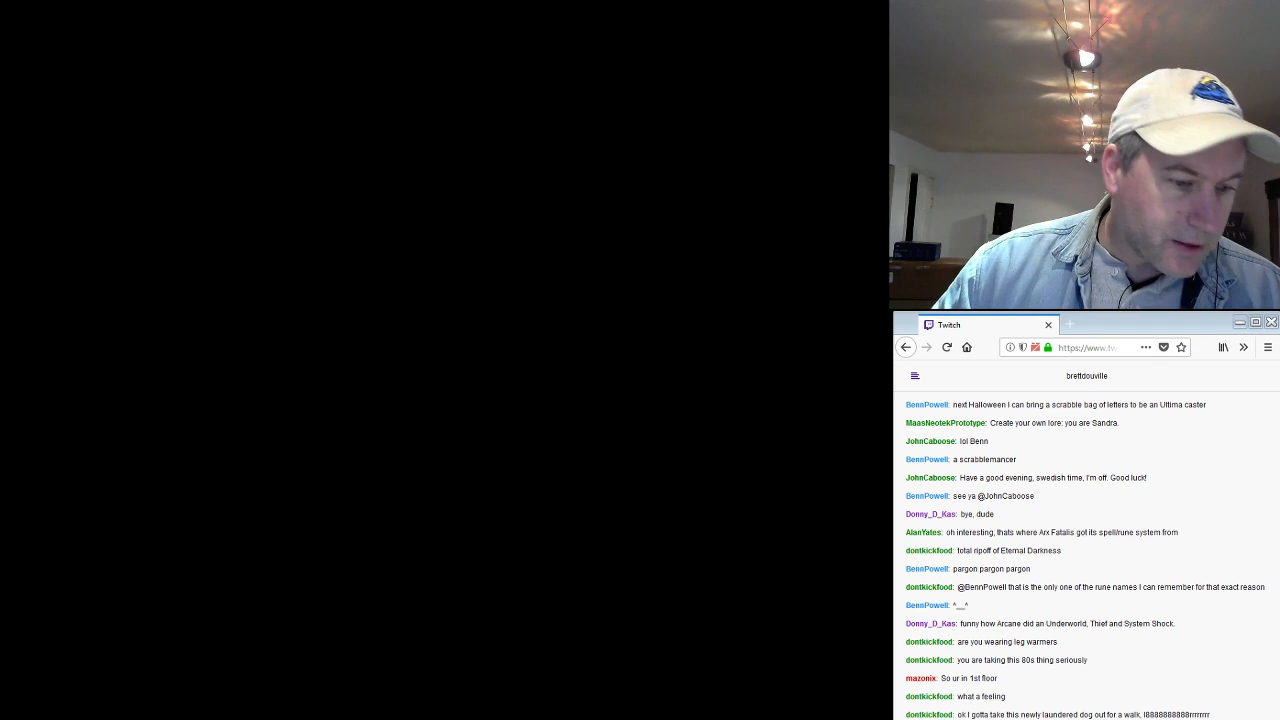 Twitch
https://www.tw
brettdouville
BennPowell: next Halloween I can bring a scrabble bag of letters to be an Ultima caster
MaasNeotekPrototype: Create your own lore: you are Sandra.
JohnCaboose: lol Benn
BennPowell: a scrabblemancer
JohnCaboose: Have a good evening, swedish time, I'm off. Good luck!
BennPowell: see ya @JohnCaboose
Donny_D_Kas: bye, dude
AlanYates: oh interesting, thats where Arx Fatalis got its spell/rune system from
dontkickfood: total ripoff of Eternal Darkness
BennPowell: pargon pargon pargon
dontkickfood: @BennPowell that is the only one of the rune names I can remember for that exact reason
BennPowell: ^__^
Donny_D_Kas: funny how Arcane did an Underworld, Thief and System Shock.
dontkickfood: are you wearing leg warmers
dontkickfood: you are taking this 80s thing seriously
mazonix: So ur in 1st floor
dontkickfood: what a feeling
dontkickfood: ok I gotta take this newly laundered dog out for a walk, l8888888888rrrrrrr